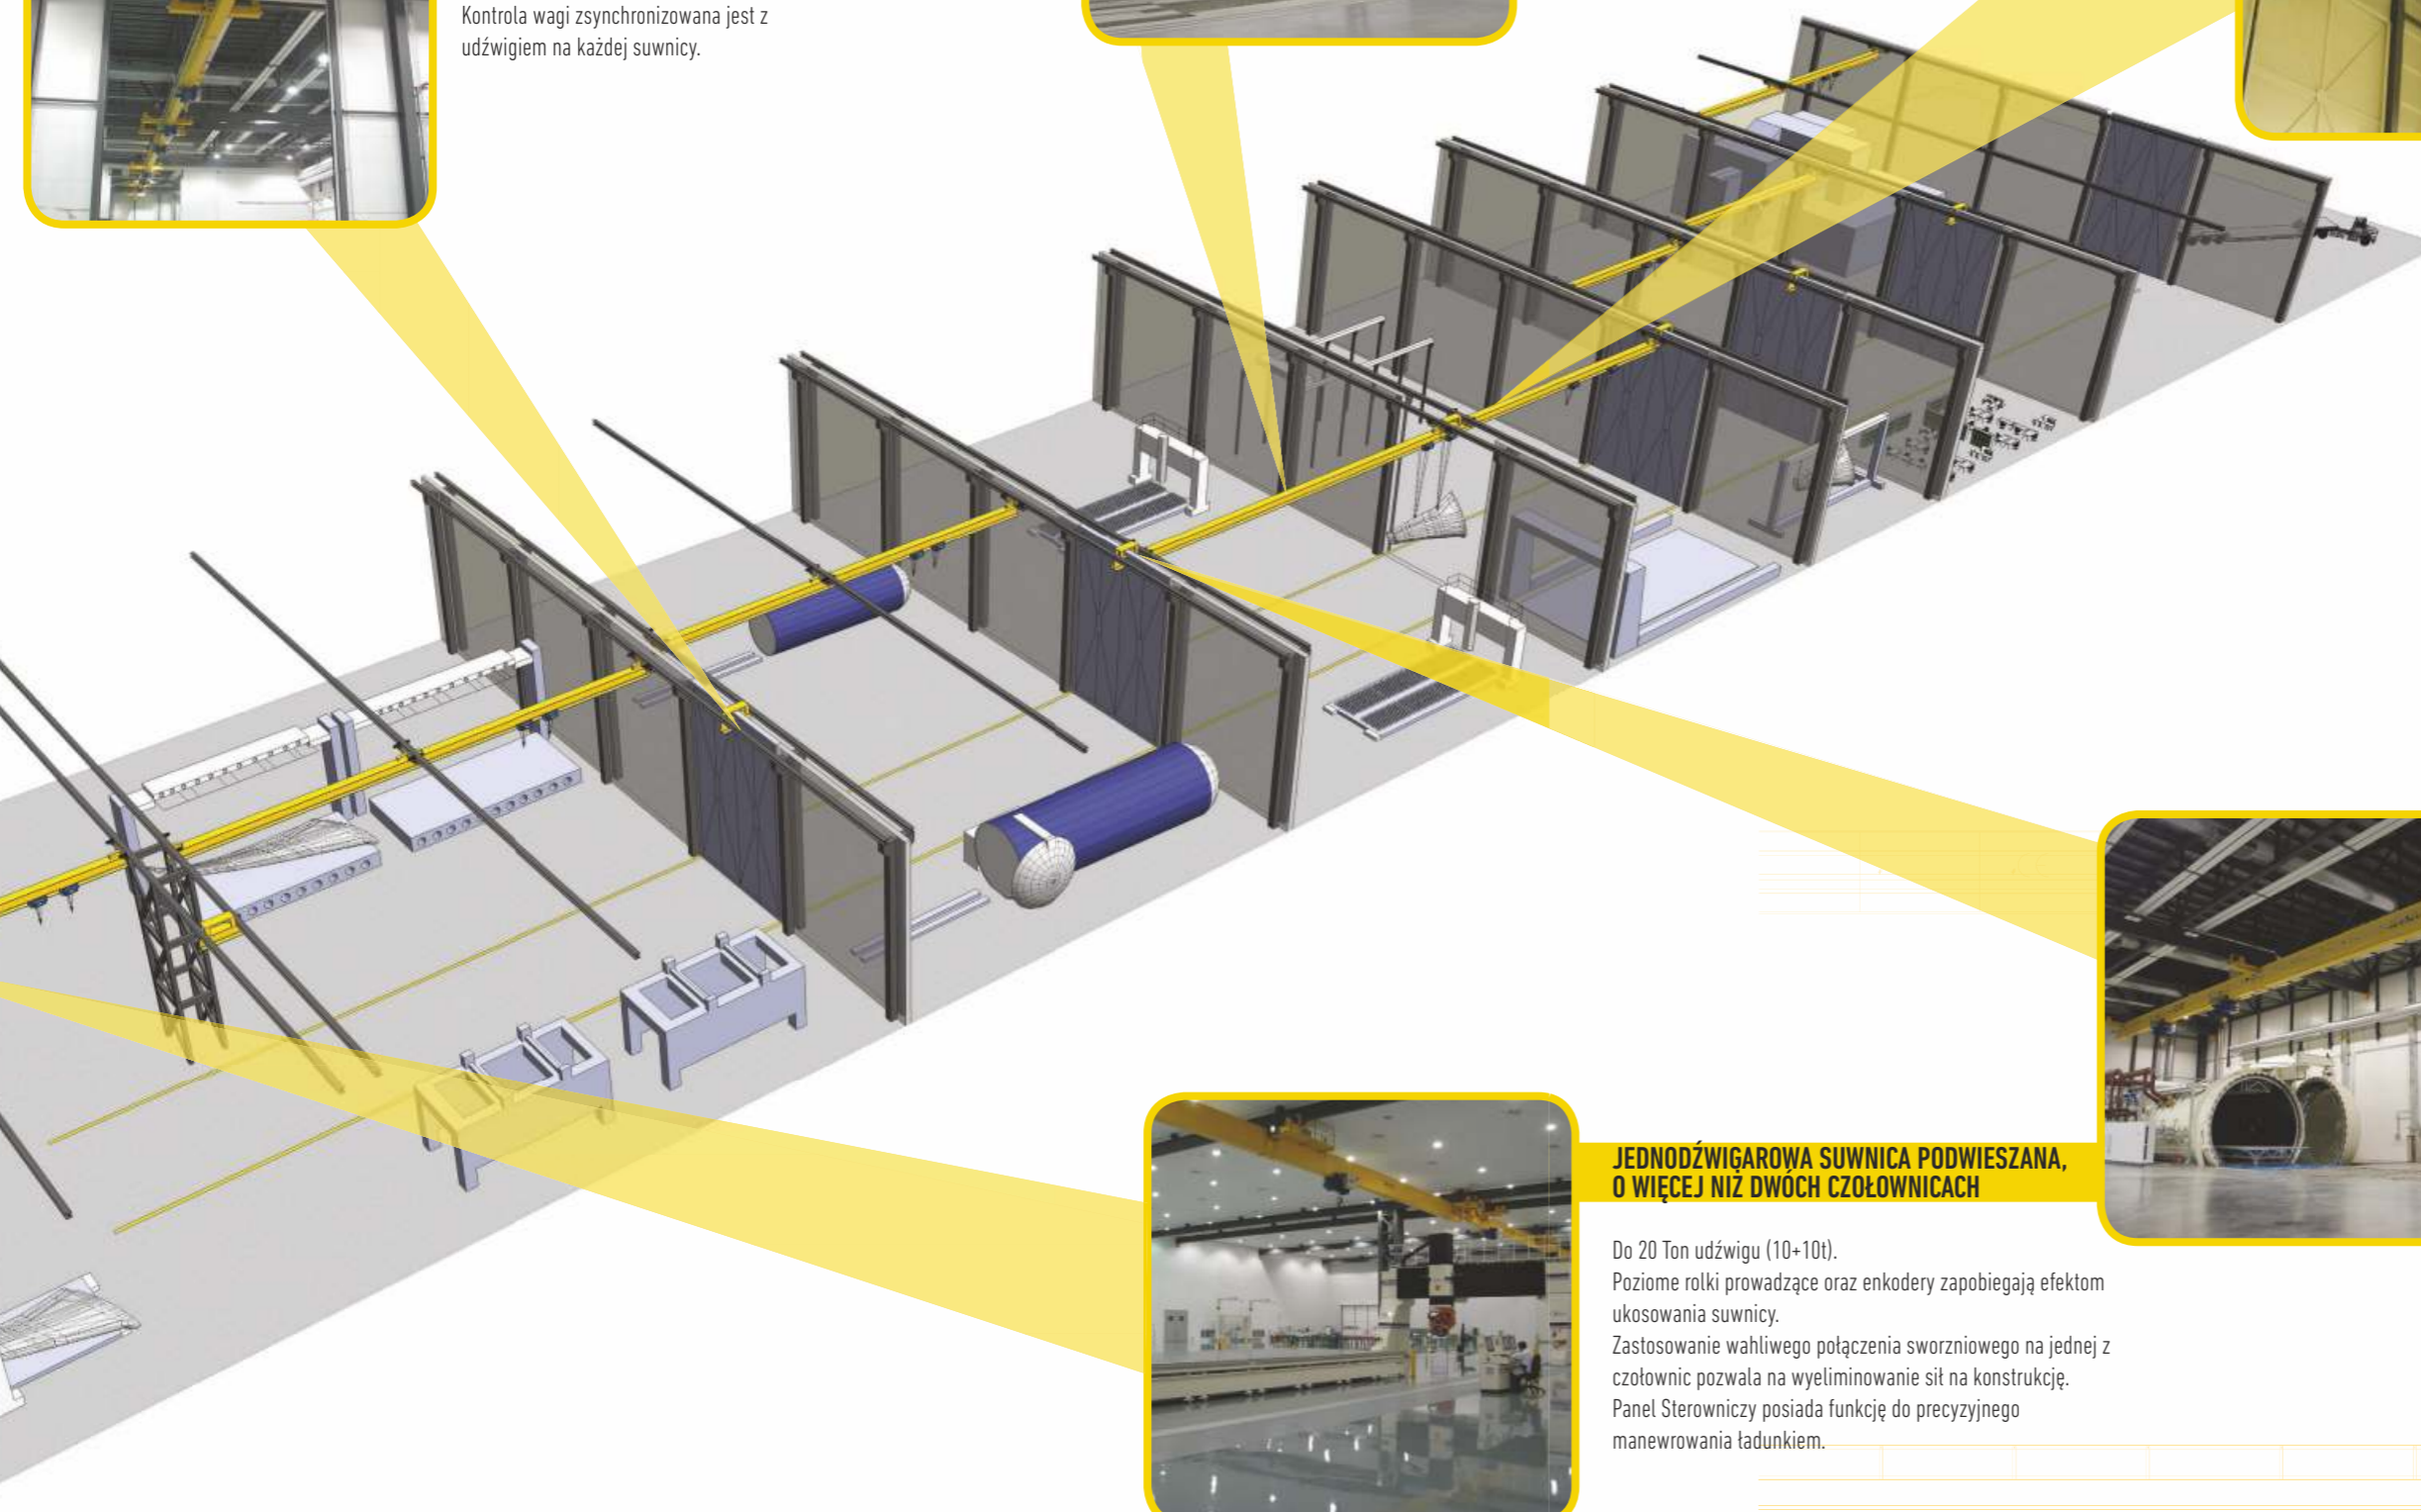 Kontrola wagi zsynchronizowana jest z
udźwigiem na każdej suwnicy.
JEDNODŹWIGAROWA SUWNICA PODWIESZANA,
O WIĘCEJ NIŻ DWÓCH CZOŁOWNICACH
Do 20 Ton udźwigu (10+10t).
Poziome rolki prowadzące oraz enkodery zapobiegają efektom
ukosowania suwnicy.
Zastosowanie wahliwego połączenia sworzniowego na jednej z
czołownic pozwala na wyeliminowanie sił na konstrukcję.
Panel Sterowniczy posiada funkcję do precyzyjnego
manewrowania ładunkiem.